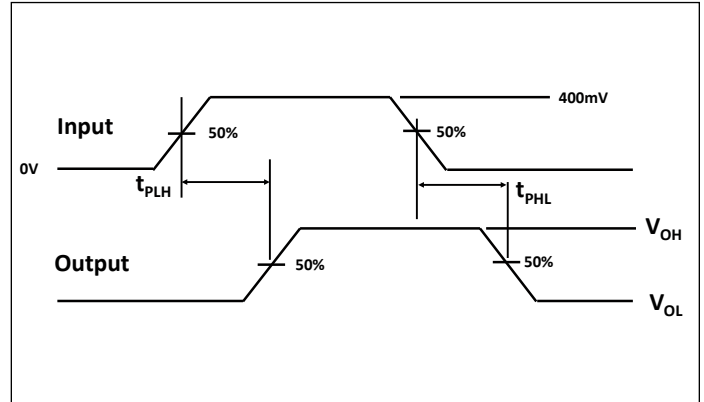 400mV
Input
50%
50%
0V
tPLH
tPHL
VOH
Output
50%
50%
VOL